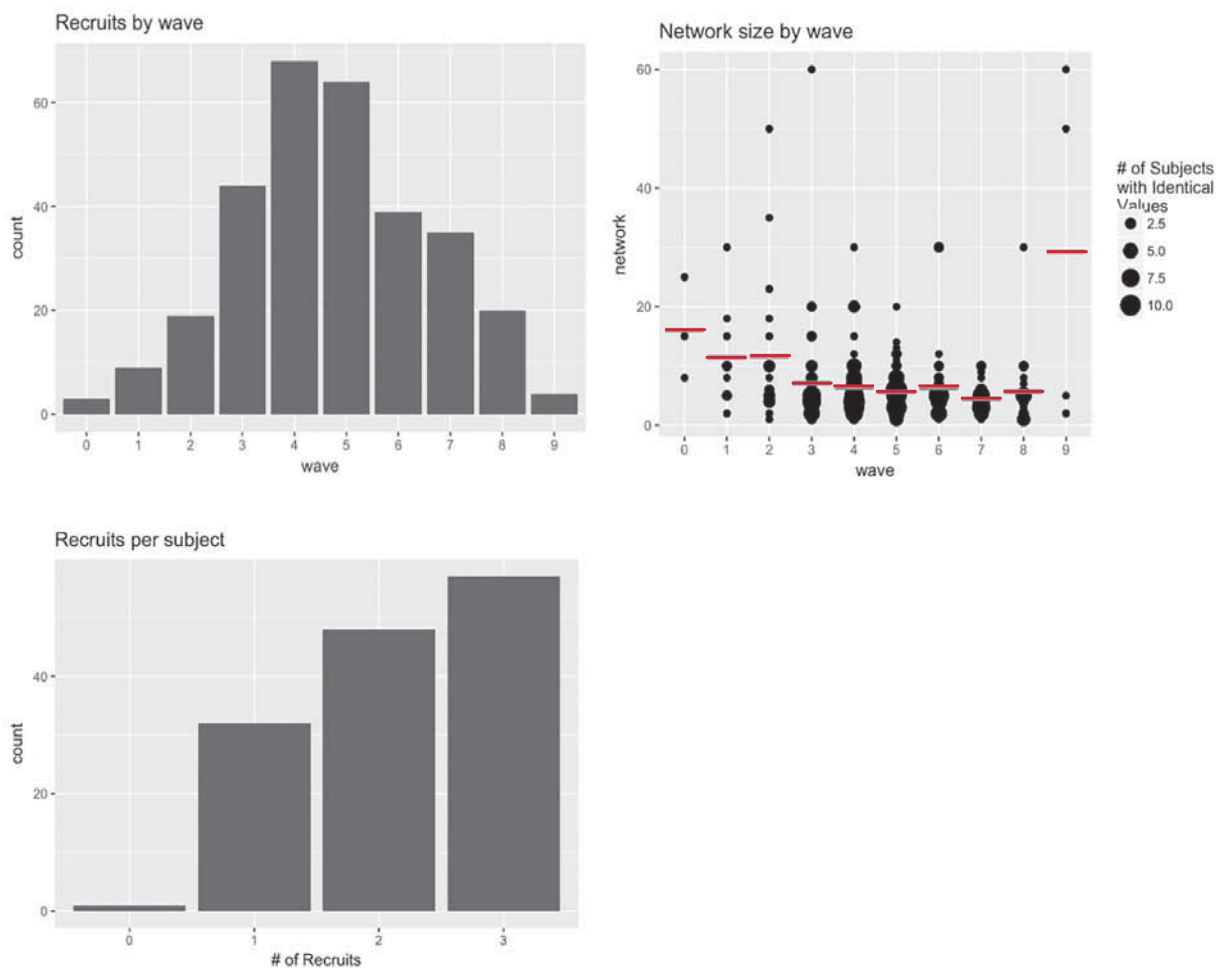 Recruits by wave
60
40
20
0
count
0 1 2 3 4 5 6 7 8 9
wave
Network size by wave
60
40
20
0
network
0 1 2 3 4 5 6 7 8 9
wave
# of Subjects
with Identical
Values
2.5
5.0
7.5
10.0
Recruits per subject
40
20
0
count
0 1 2 3
# of Recruits